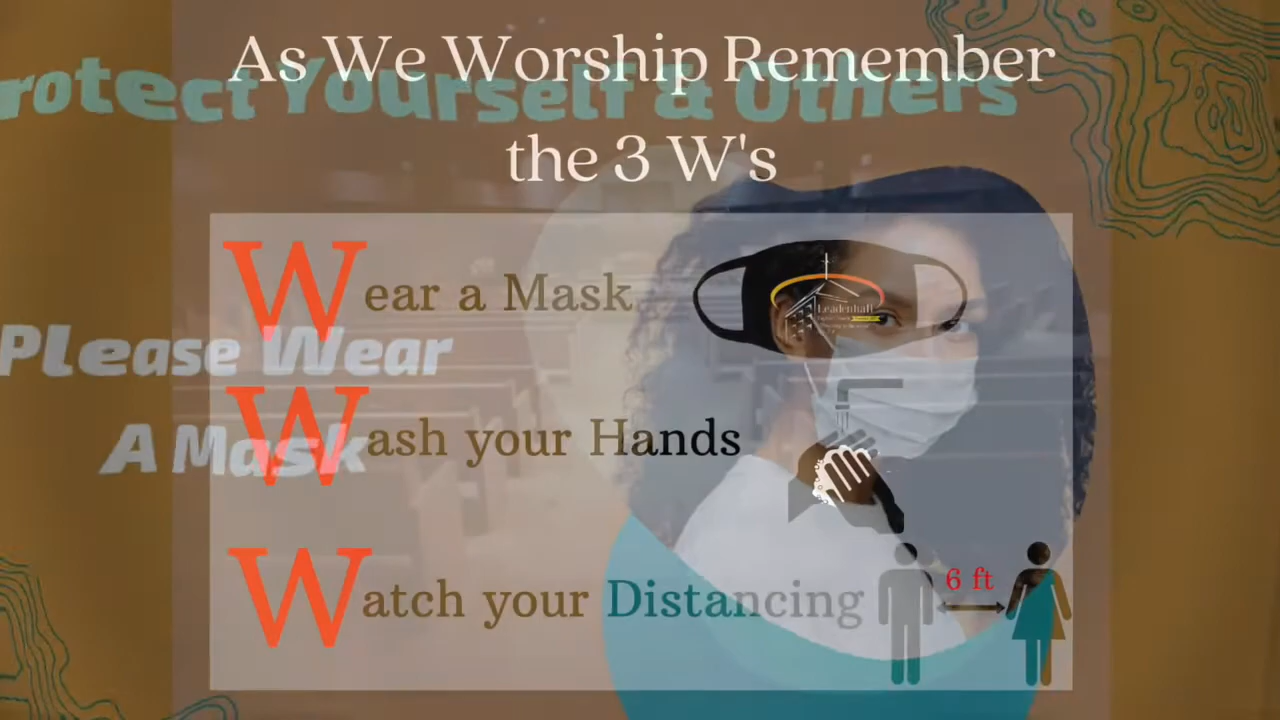 As We Worship Remember
rotect Yourself & Others
the 3 W's
Wear a Mask
Leadenhall
Please Wear
A Mask
Wash your Hands
6 ft
Watch your Distancing